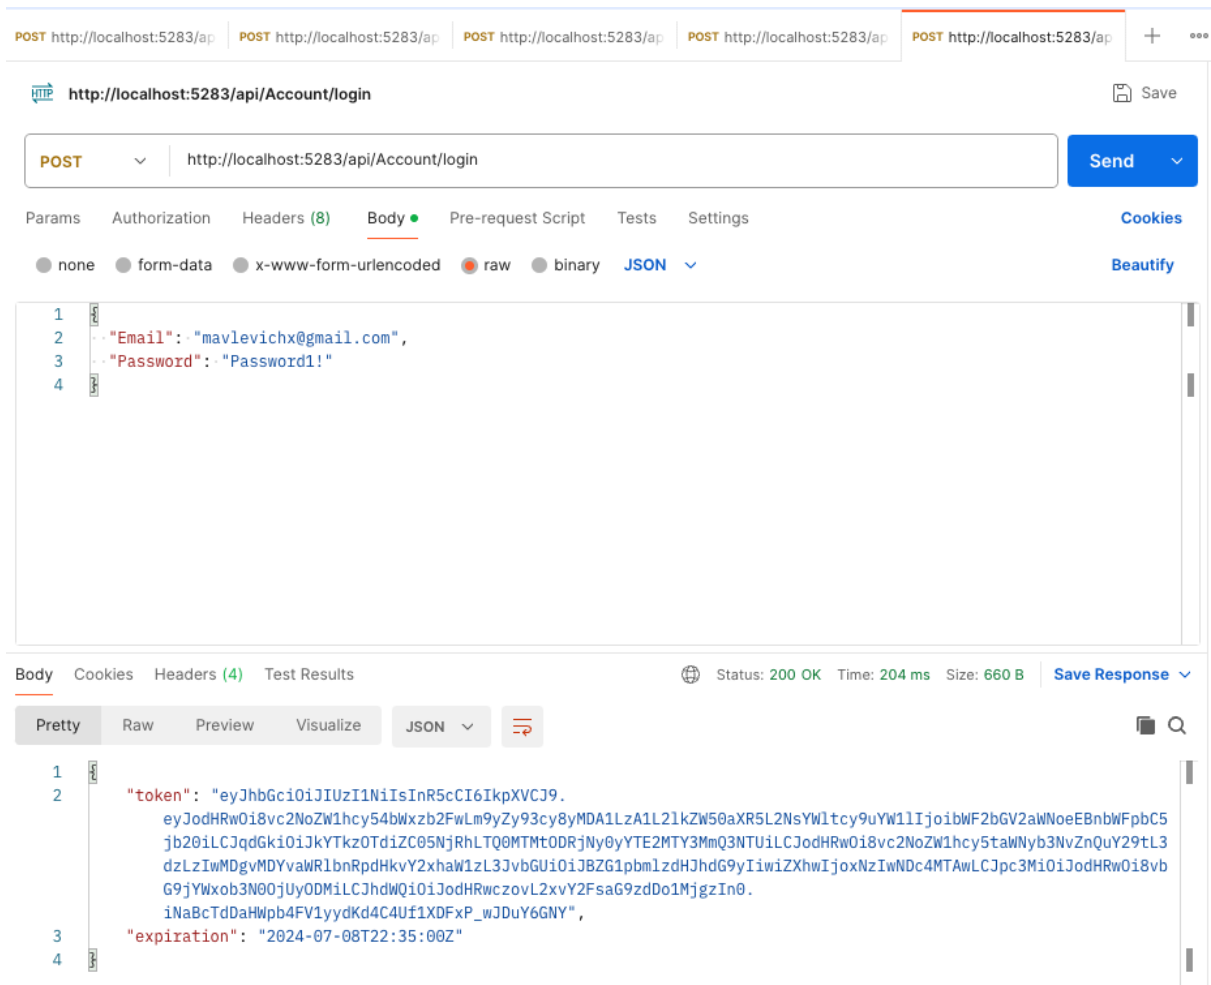 POST http://localhost:5283/ap POST http://localhost:5283/ap POST http://localhost:5283/ap POST http://localhost:5283/ap POST http://localhost:5283/ap
HTTP http://localhost:5283/api/Account/login Save
POST http://localhost:5283/api/Account/login Send
Params Authorization Headers (8) Body Pre-request Script Tests Settings Cookies
none form-data x-www-form-urlencoded raw binary JSON Beautify
1 {
2 "Email": "mavlevichx@gmail.com",
3 "Password": "Password1!"
4 }
Body Cookies Headers (4) Test Results Status: 200 OK Time: 204 ms Size: 660 B Save Response
Pretty Raw Preview Visualize JSON
1 {
2 "token": "eyJhbGciOiJIUzI1NiIsInR5cCI6IkpXVCJ9.
eyJodHRwOi8vc2NoZW1hcy54bWxzb2FwLm9yZy93cy8yMDA1LzA1L2lkZW50aXR5L2NsYWltcy9uYW1lIjoibWF2bGV2aWNoeEBnbWFpbC5
jb20iLCJqdGkiOiJkYTkzOTdiZC05NjRhLTQ0MTMtODRjNy0yYTE2MTY3MmQ3NTUiLCJodHRwOi8vc2NoZW1hcy5taWNyb3NvZnQuY29tL3
dzLzIwMDgvMDYvaWRlbnRpdHkvY2xhaW1zL3JvbGUiOiJBZG1pbmlzdHJhdG9yIiwiZXhwIjoxNzIwNDc4MTAwLCJpc3MiOiJodHRwOi8vb
G9jYWxob3N0OjUyODMiLCJhdWQiOiJodHRwczovL2xvY2FsaG9zdDo1MjgzIn0.
iNaBcTdDaHWpb4FV1yydKd4C4Uf1XDFxP_wJDuY6GNY",
3 "expiration": "2024-07-08T22:35:00Z"
4 }